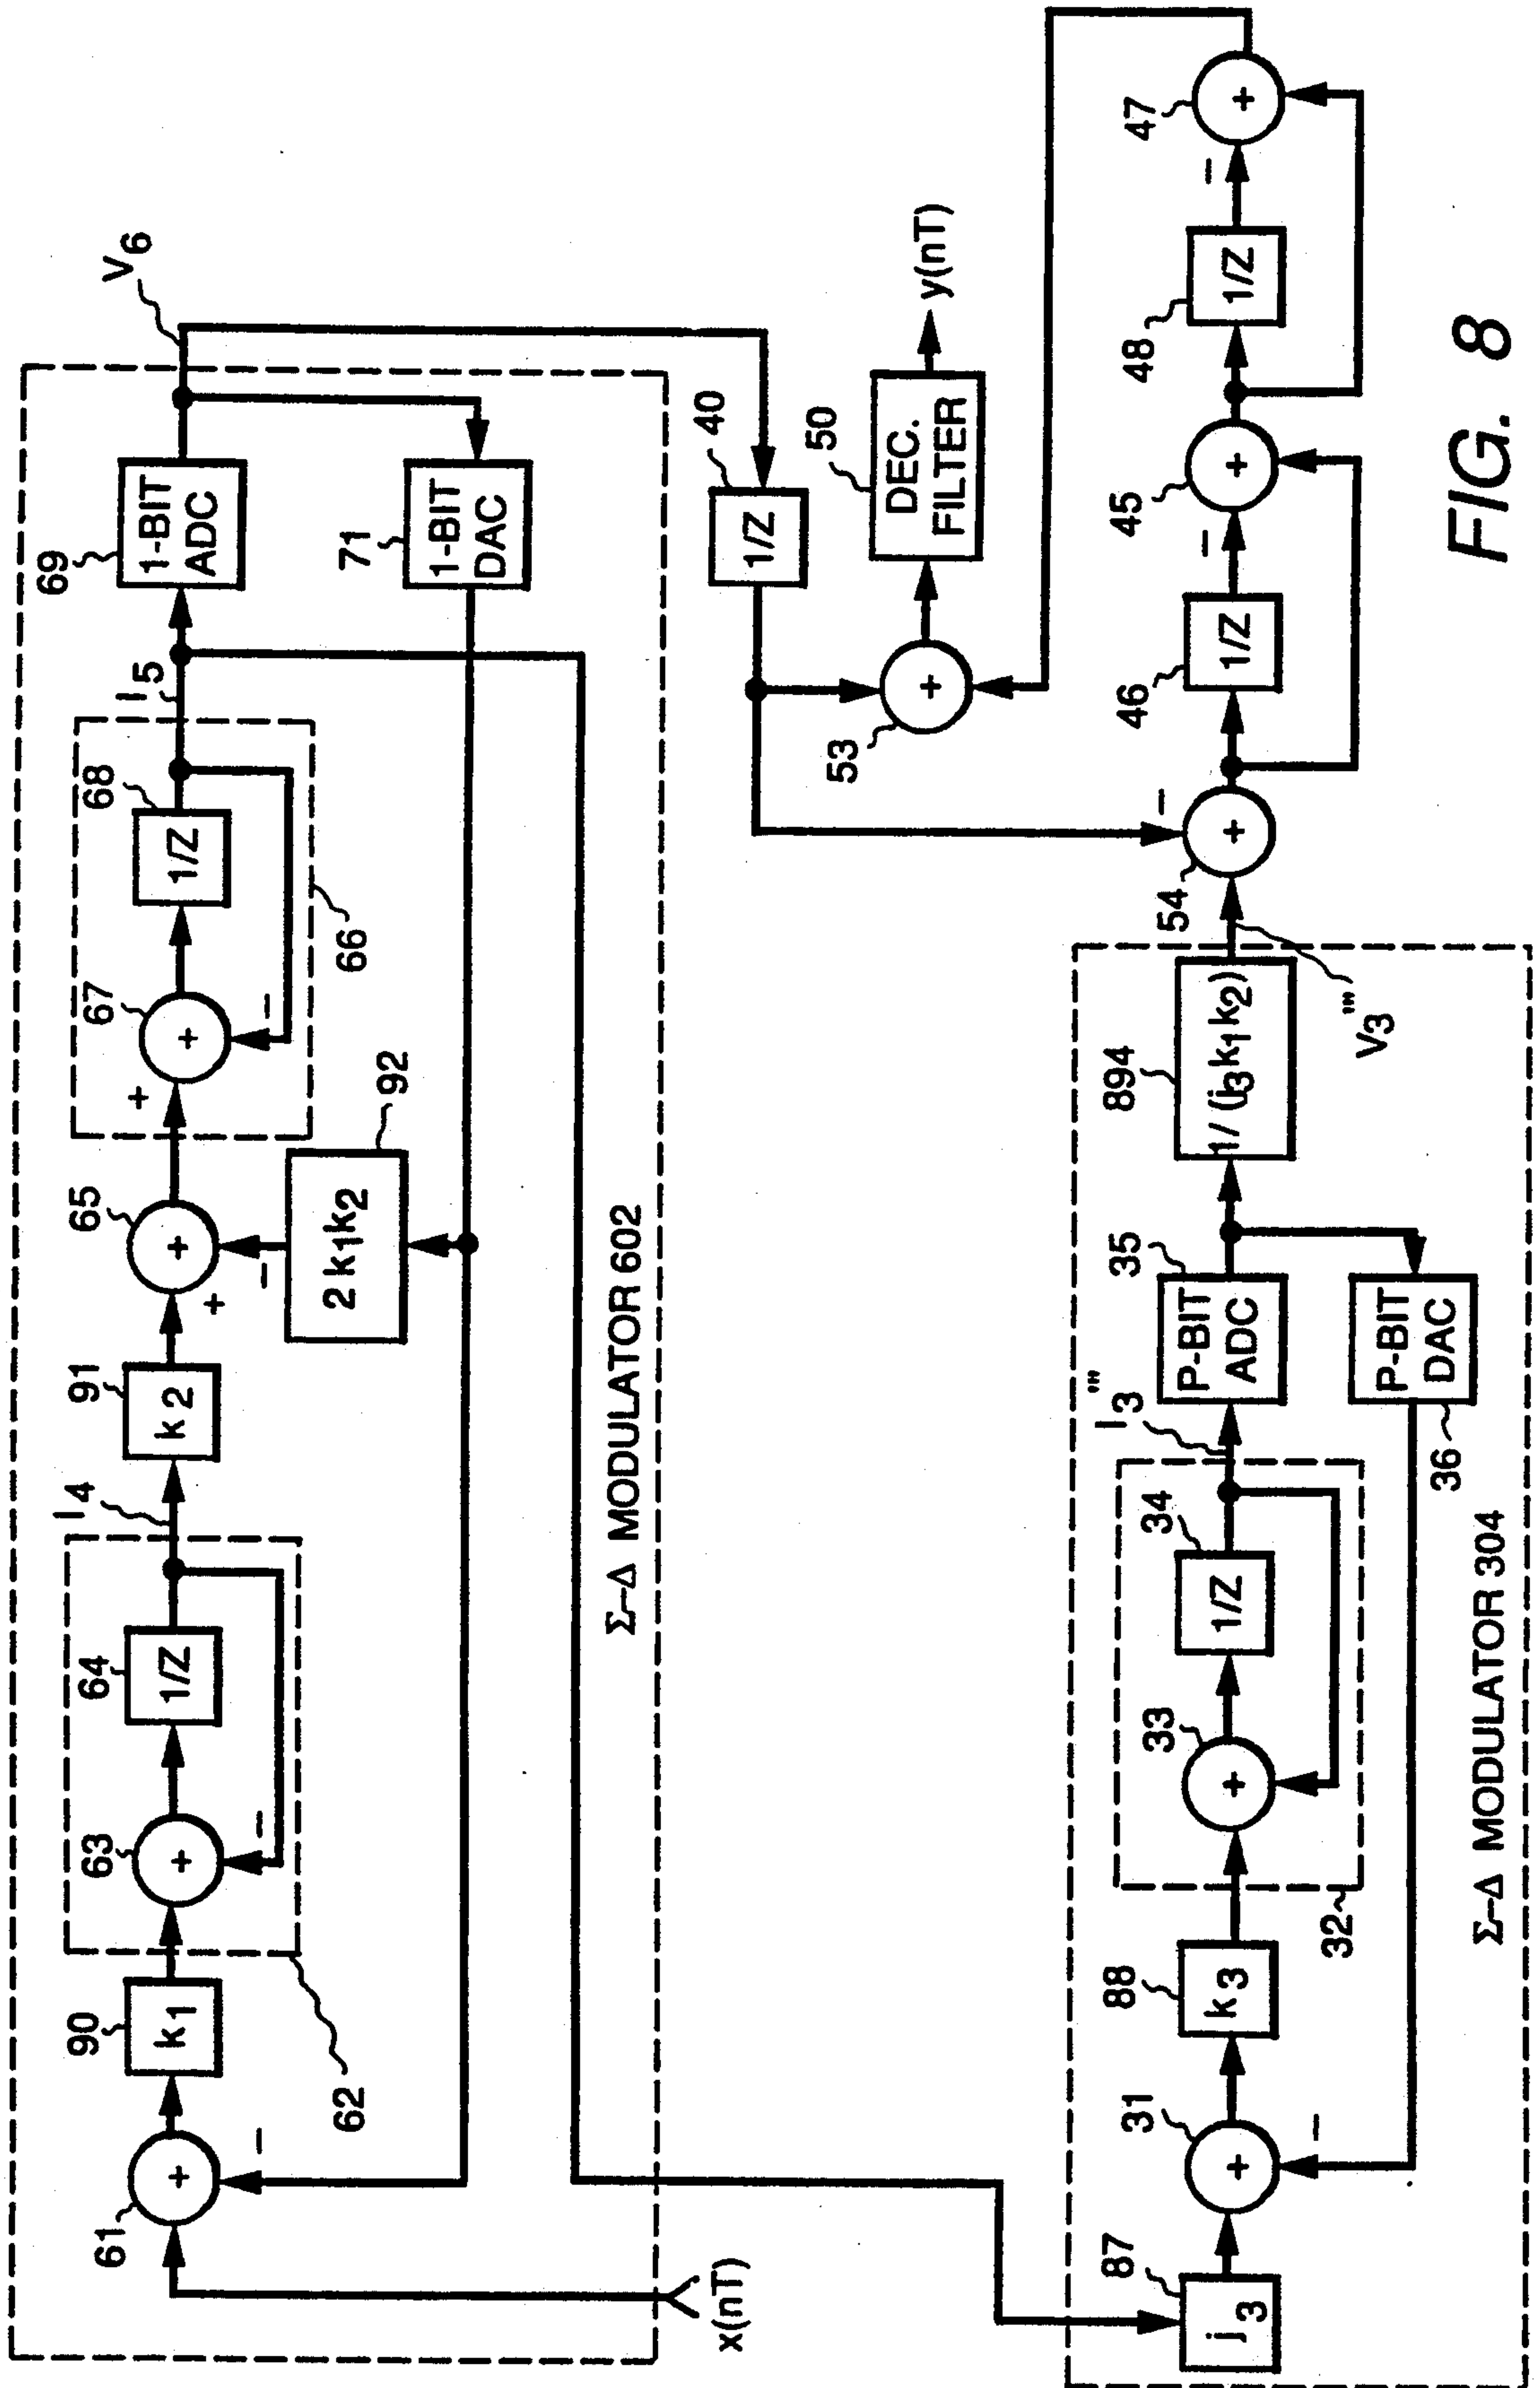 x(nT)
61
+
−
90
k1
62
63
+
−
64
1/Z
I4
91
k2
65
+
+
−
92
2 k1k2
66
67
+
+
−
68
1/Z
I5
69
1-BIT
ADC
71
1-BIT
DAC
V6
Σ–Δ MODULATOR 602
40
1/Z
53
+
50
DEC.
FILTER
y(nT)
87
j3
31
+
−
88
k3
32
33
+
34
1/Z
I3'''
35
P-BIT
ADC
36
P-BIT
DAC
894
1/(j3k1k2)
V3'''
Σ–Δ MODULATOR 304
54
+
−
46
1/Z
45
+
−
48
1/Z
47
+
−
FIG. 8